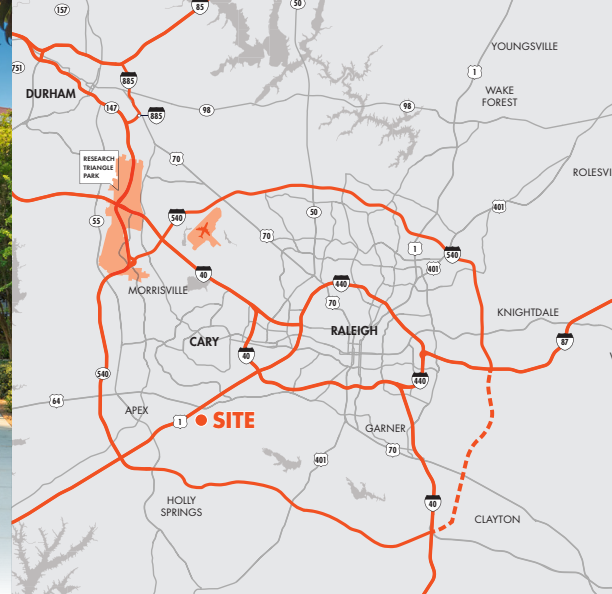 157
85
50
YOUNGSVILLE
751
885
1
DURHAM
WAKE
FOREST
147
885
98
98
RESEARCH
TRIANGLE
PARK
70
ROLESVI
401
55
540
50
70
1
540
401
40
440
MORRISVILLE
70
KNIGHTDALE
RALEIGH
CARY
87
40
540
440
64
APEX
1
SITE
GARNER
70
401
HOLLY
SPRINGS
40
CLAYTON